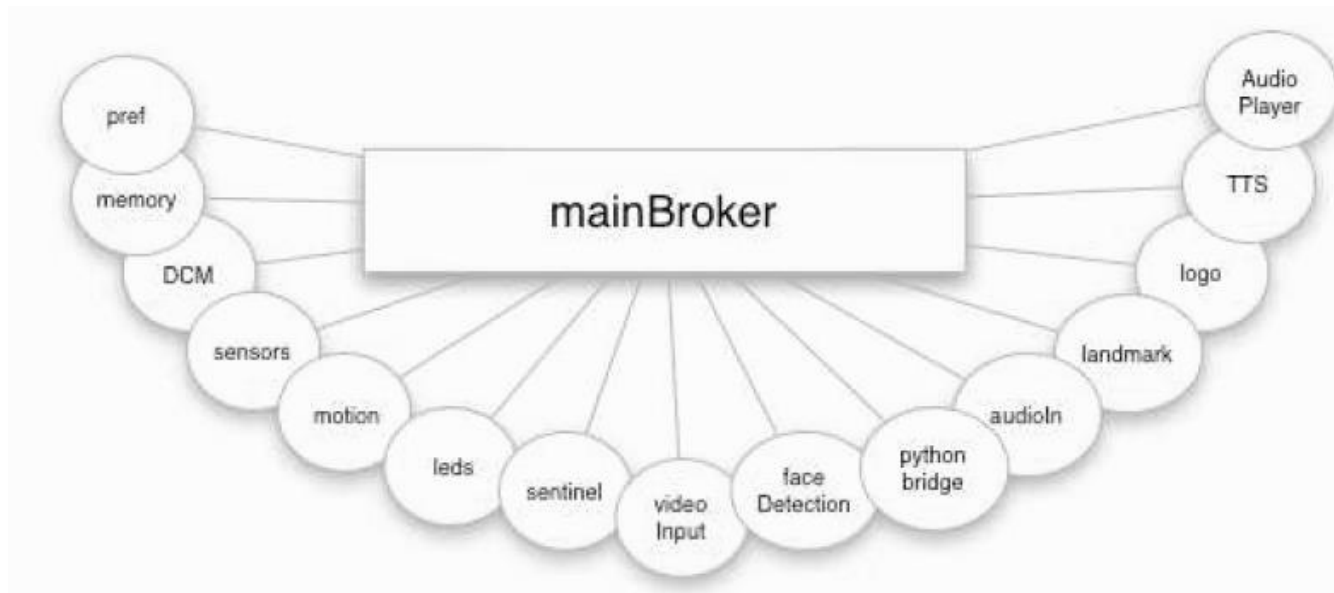 mainBroker
pref
memory
DCM
sensors
motion
leds
sentinel
video
Input
face
Detection
python
bridge
audioIn
landmark
logo
TTS
Audio
Player